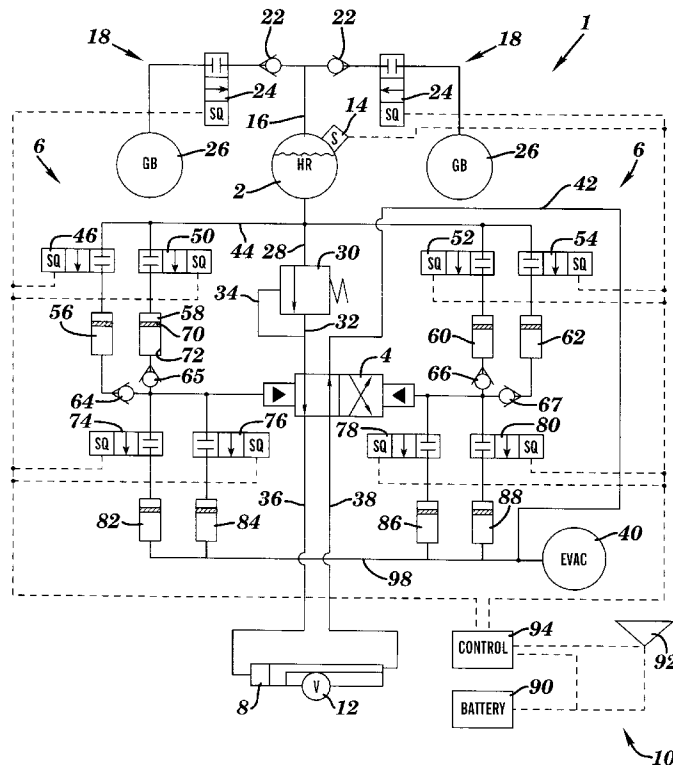 22 22
18 18 1
24 24
SQ SQ
16 14
S
GB HR GB
26 2 26
6 6
42
46 50 44 52 54
28 30
SQ SQ SQ SQ
34
56 58 32 60 62
70
72 4
65 66
64 67
74 76 78 80
SQ SQ SQ SQ
36 38
82 84 86 88 40
EVAC
98
94
CONTROL
92
90
8 V 12
BATTERY
10